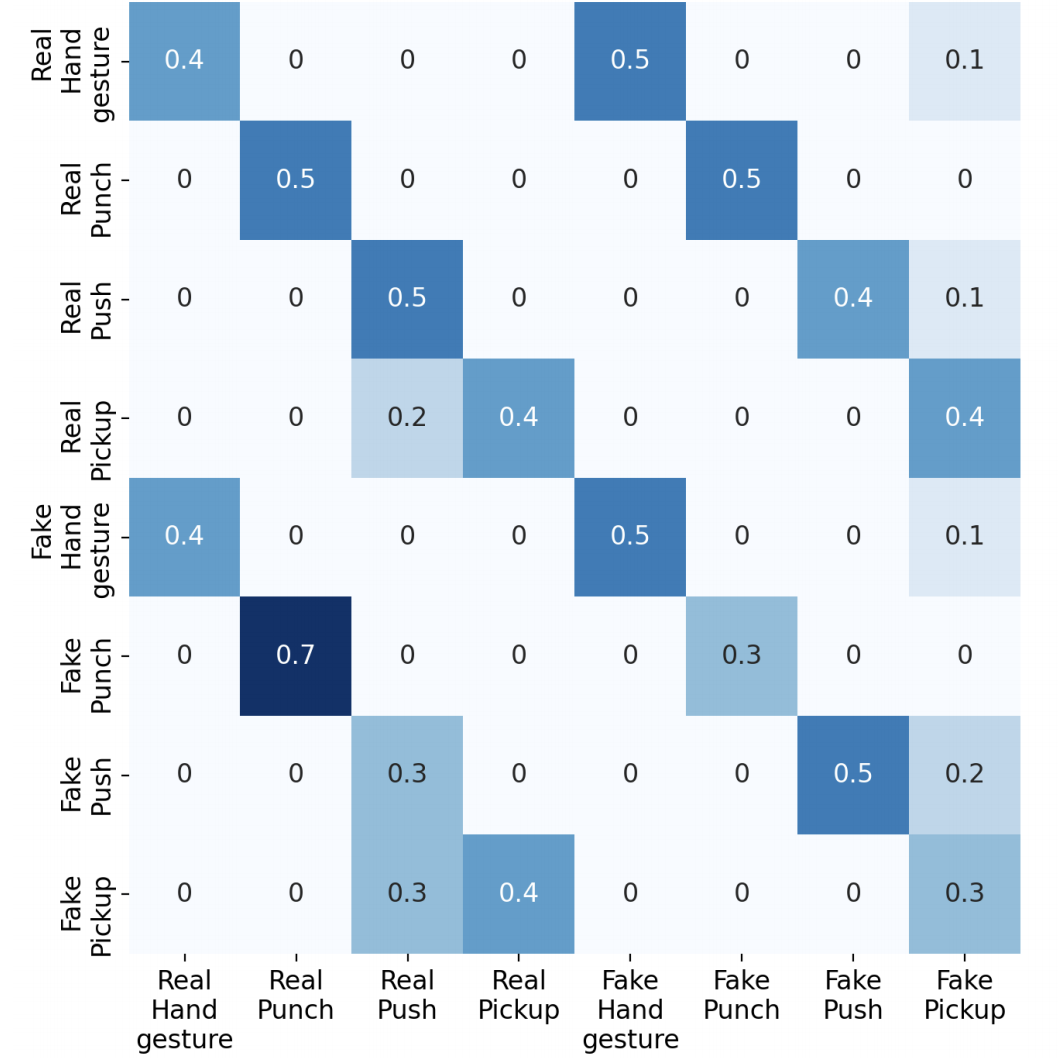 Real
Hand
gesture
0.4 0 0 0 0.5 0 0 0.1
Real
Punch
0 0.5 0 0 0 0.5 0 0
Real
Push
0 0 0.5 0 0 0 0.4 0.1
Real
Pickup
0 0 0.2 0.4 0 0 0 0.4
Fake
Hand
gesture
0.4 0 0 0 0.5 0 0 0.1
Fake
Punch
0 0.7 0 0 0 0.3 0 0
Fake
Push
0 0 0.3 0 0 0 0.5 0.2
Fake
Pickup
0 0 0.3 0.4 0 0 0 0.3
Real Real Real Real Fake Fake Fake Fake
Hand Punch Push Pickup Hand Punch Push Pickup
gesture gesture